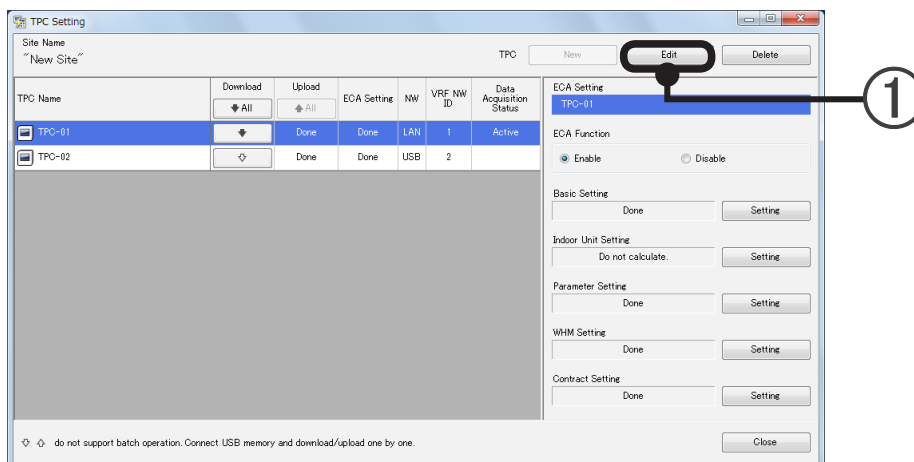 TPC Setting
Site Name
"New Site"
TPC New Edit Delete
①
TPC Name Download Upload ECA Setting NW VRF NW ID Data Acquisition Status
All All
TPC-01 Done Done LAN 1 Active
TPC-02 Done Done USB 2
ECA Setting
TPC-01
ECA Function
Enable Disable
Basic Setting
Done Setting
Indoor Unit Setting
Do not calculate. Setting
Parameter Setting
Done Setting
WHM Setting
Done Setting
Contract Setting
Done Setting
do not support batch operation. Connect USB memory and download/upload one by one.
Close